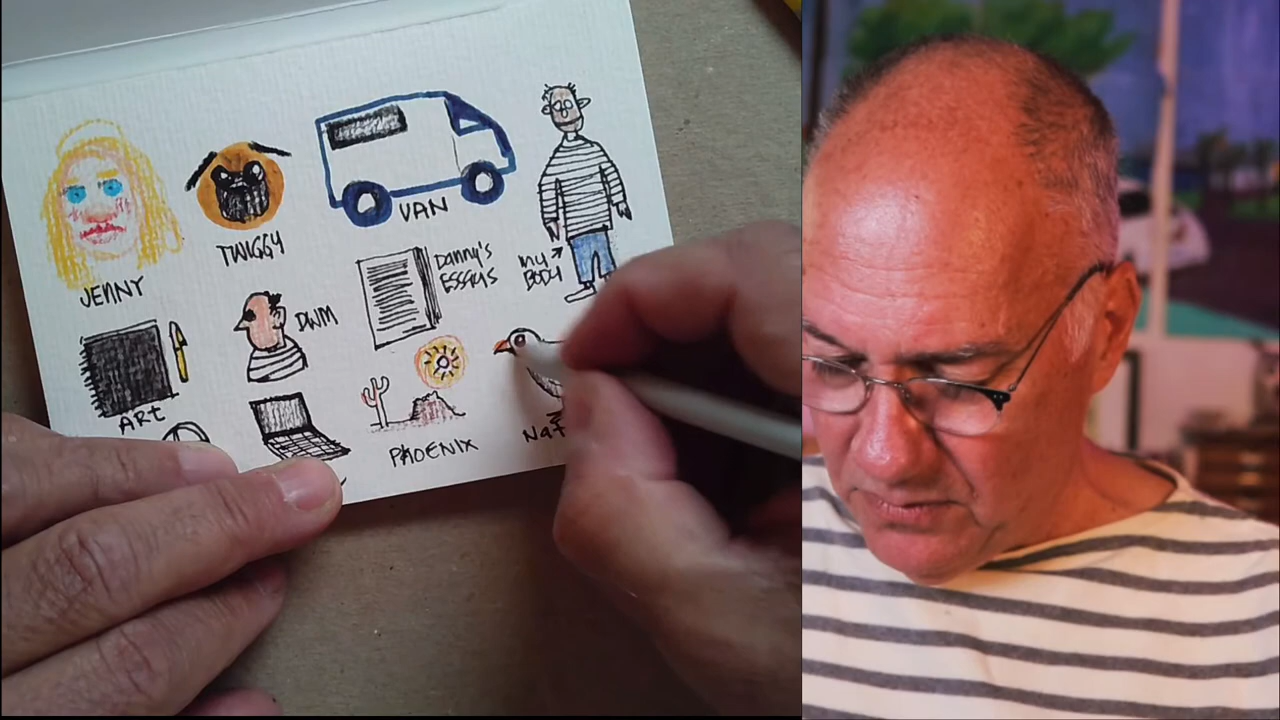 JENNY
TWIGGY
VAN
my
BODY
Danny's
ESSAYS
DWM
ART
PHOENIX